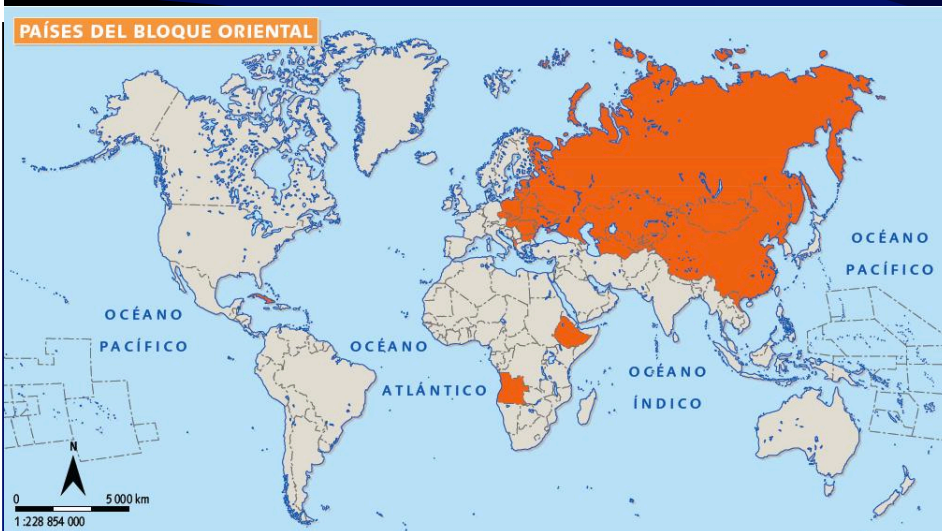 PAÍSES DEL BLOQUE ORIENTAL
OCÉANO
PACÍFICO
OCÉANO
ATLÁNTICO
OCÉANO
ÍNDICO
OCÉANO
PACÍFICO
N
0 5 000 km
1:228 854 000